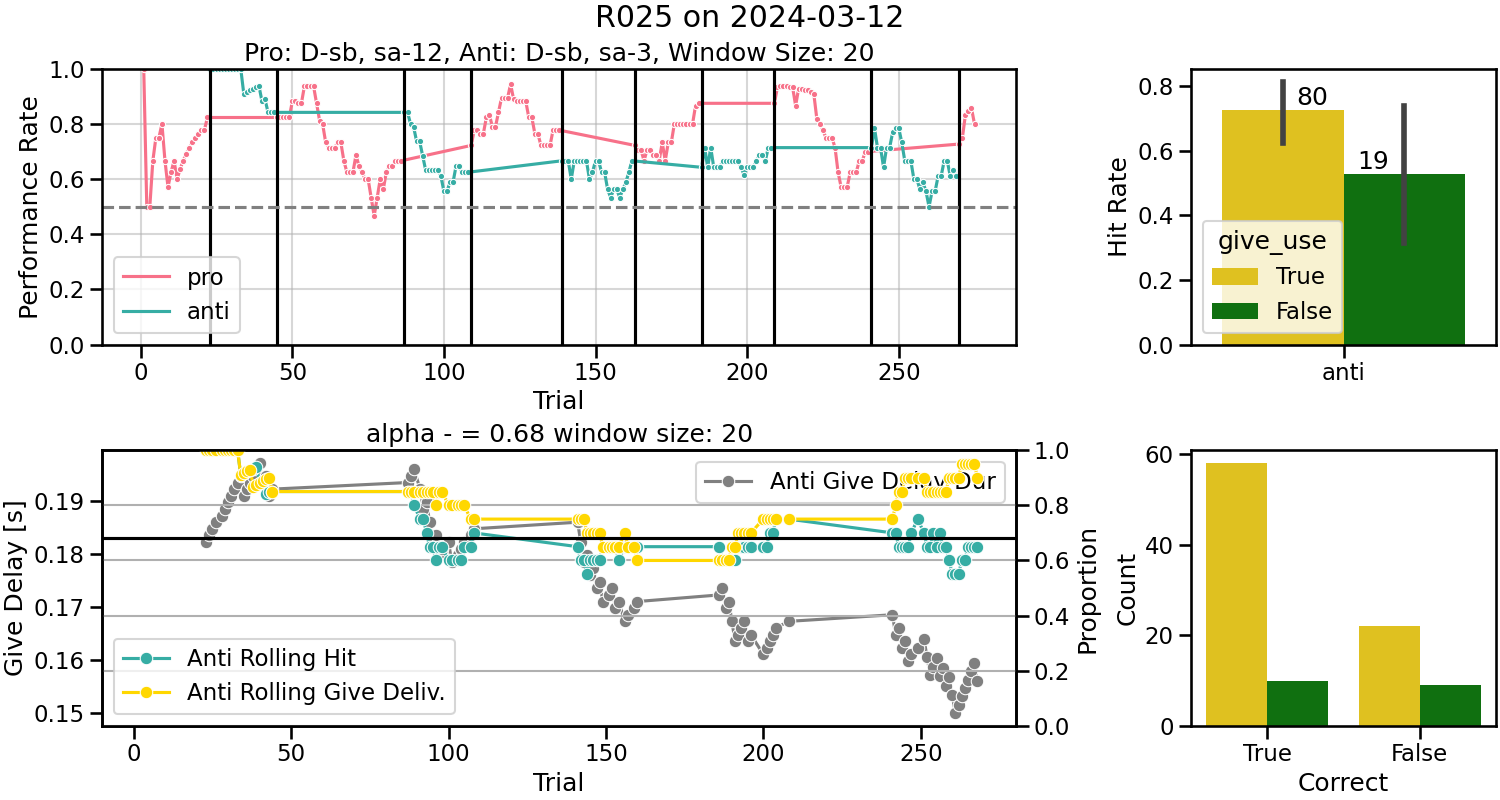 R025 on 2024-03-12
Pro: D-sb, sa-12, Anti: D-sb, sa-3, Window Size: 20
1.0
0.8
0.6
0.4
0.2
0.0
Performance Rate
pro
anti
0
50
100
150
200
250
Trial
0.8
0.6
0.4
0.2
0.0
Hit Rate
80
19
give_use
True
False
anti
alpha - = 0.68 window size: 20
0.19
0.18
0.17
0.16
0.15
Give Delay [s]
Anti Give Delay Dur
Anti Rolling Hit
Anti Rolling Give Deliv.
1.0
0.8
0.6
0.4
0.2
0.0
Proportion
0
50
100
150
200
250
Trial
60
40
20
0
Count
True
False
Correct